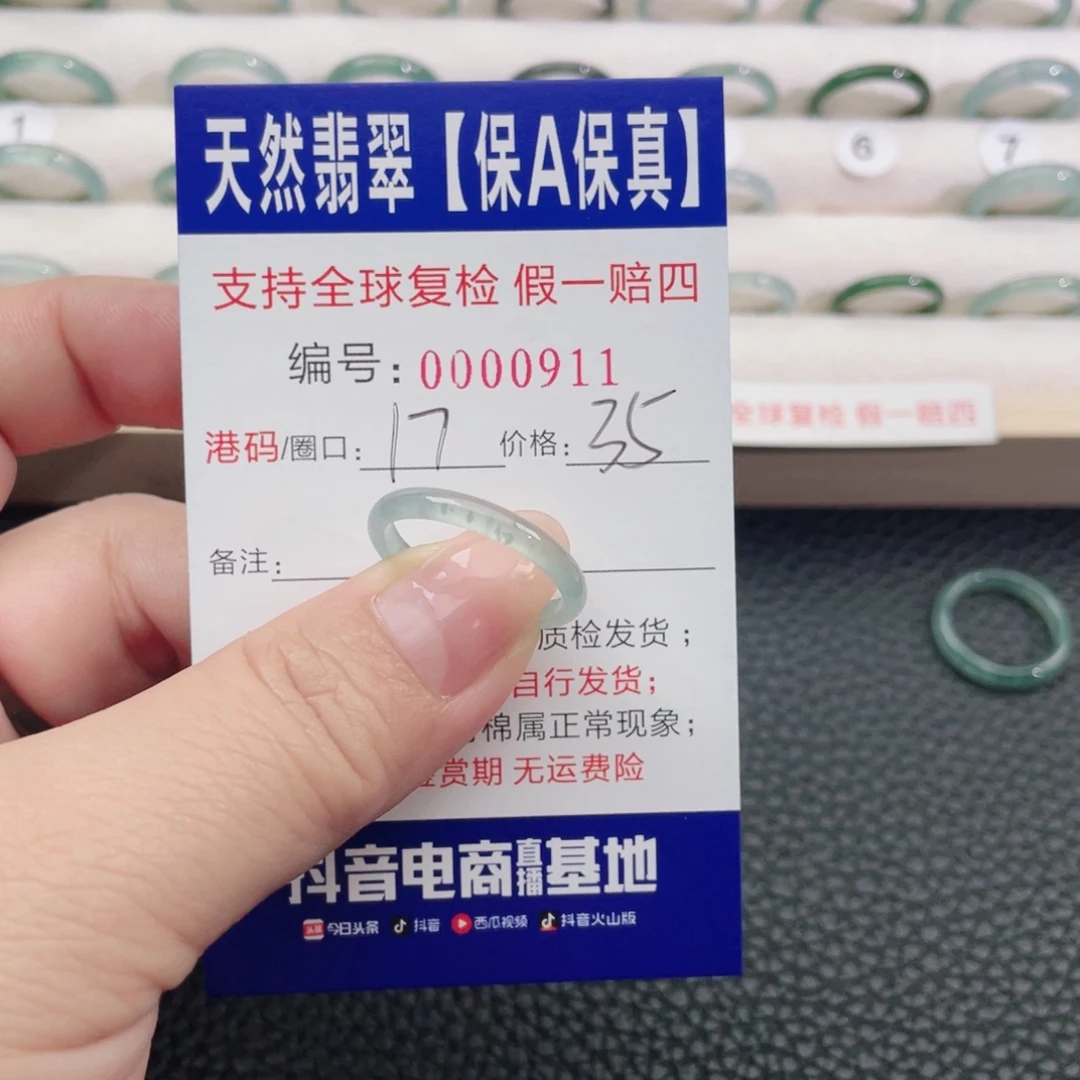 1
6
7
天然翡翠【保A保真】
支持全球复检 假一赔四
编号：0000911
港码/圈口： 17 价格： 35
备注：
质检发货；
自行发货；
棉属正常现象；
鉴赏期 无运费险
抖音电商直播基地
头条 今日头条 抖音 西瓜视频 抖音火山版
全球复检 假一赔四